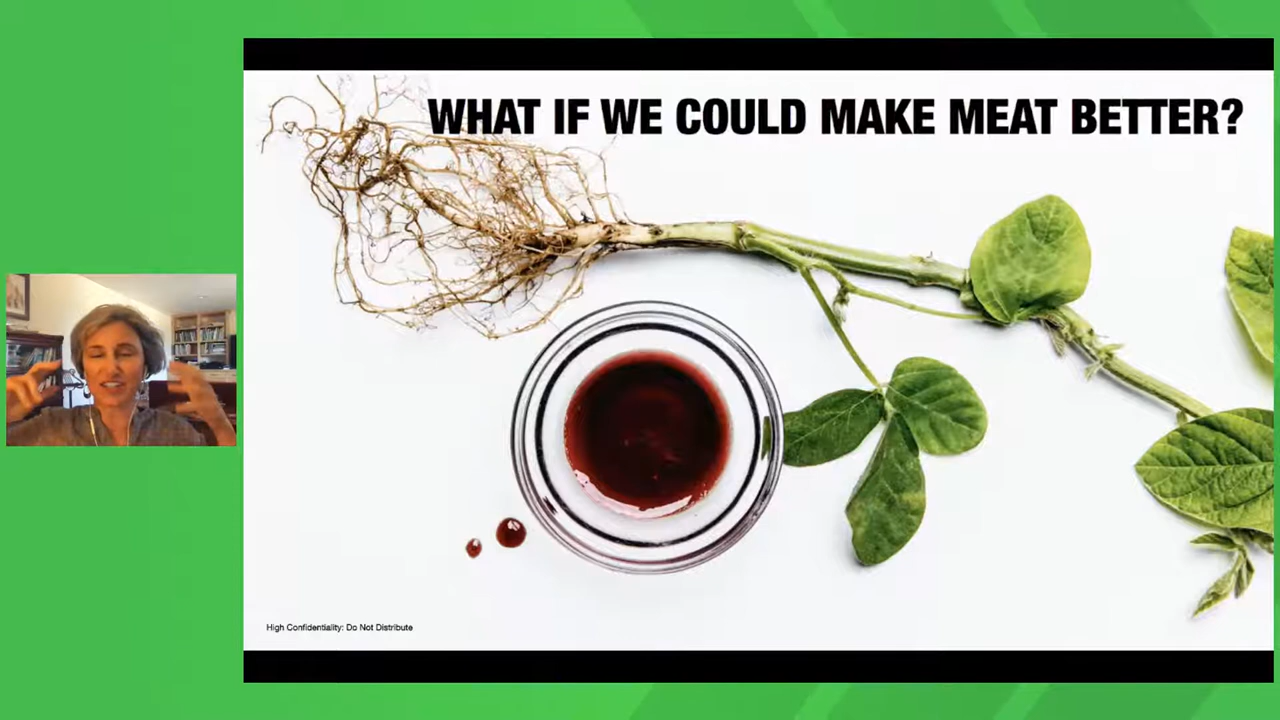 WHAT IF WE COULD MAKE MEAT BETTER?
High Confidentiality: Do Not Distribute